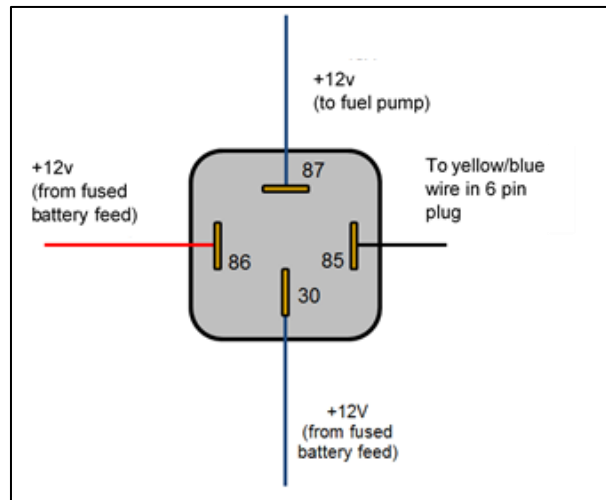 +12v
(to fuel pump)
87
+12v
(from fused
battery feed)
To yellow/blue
wire in 6 pin
plug
86
85
30
+12V
(from fused
battery feed)